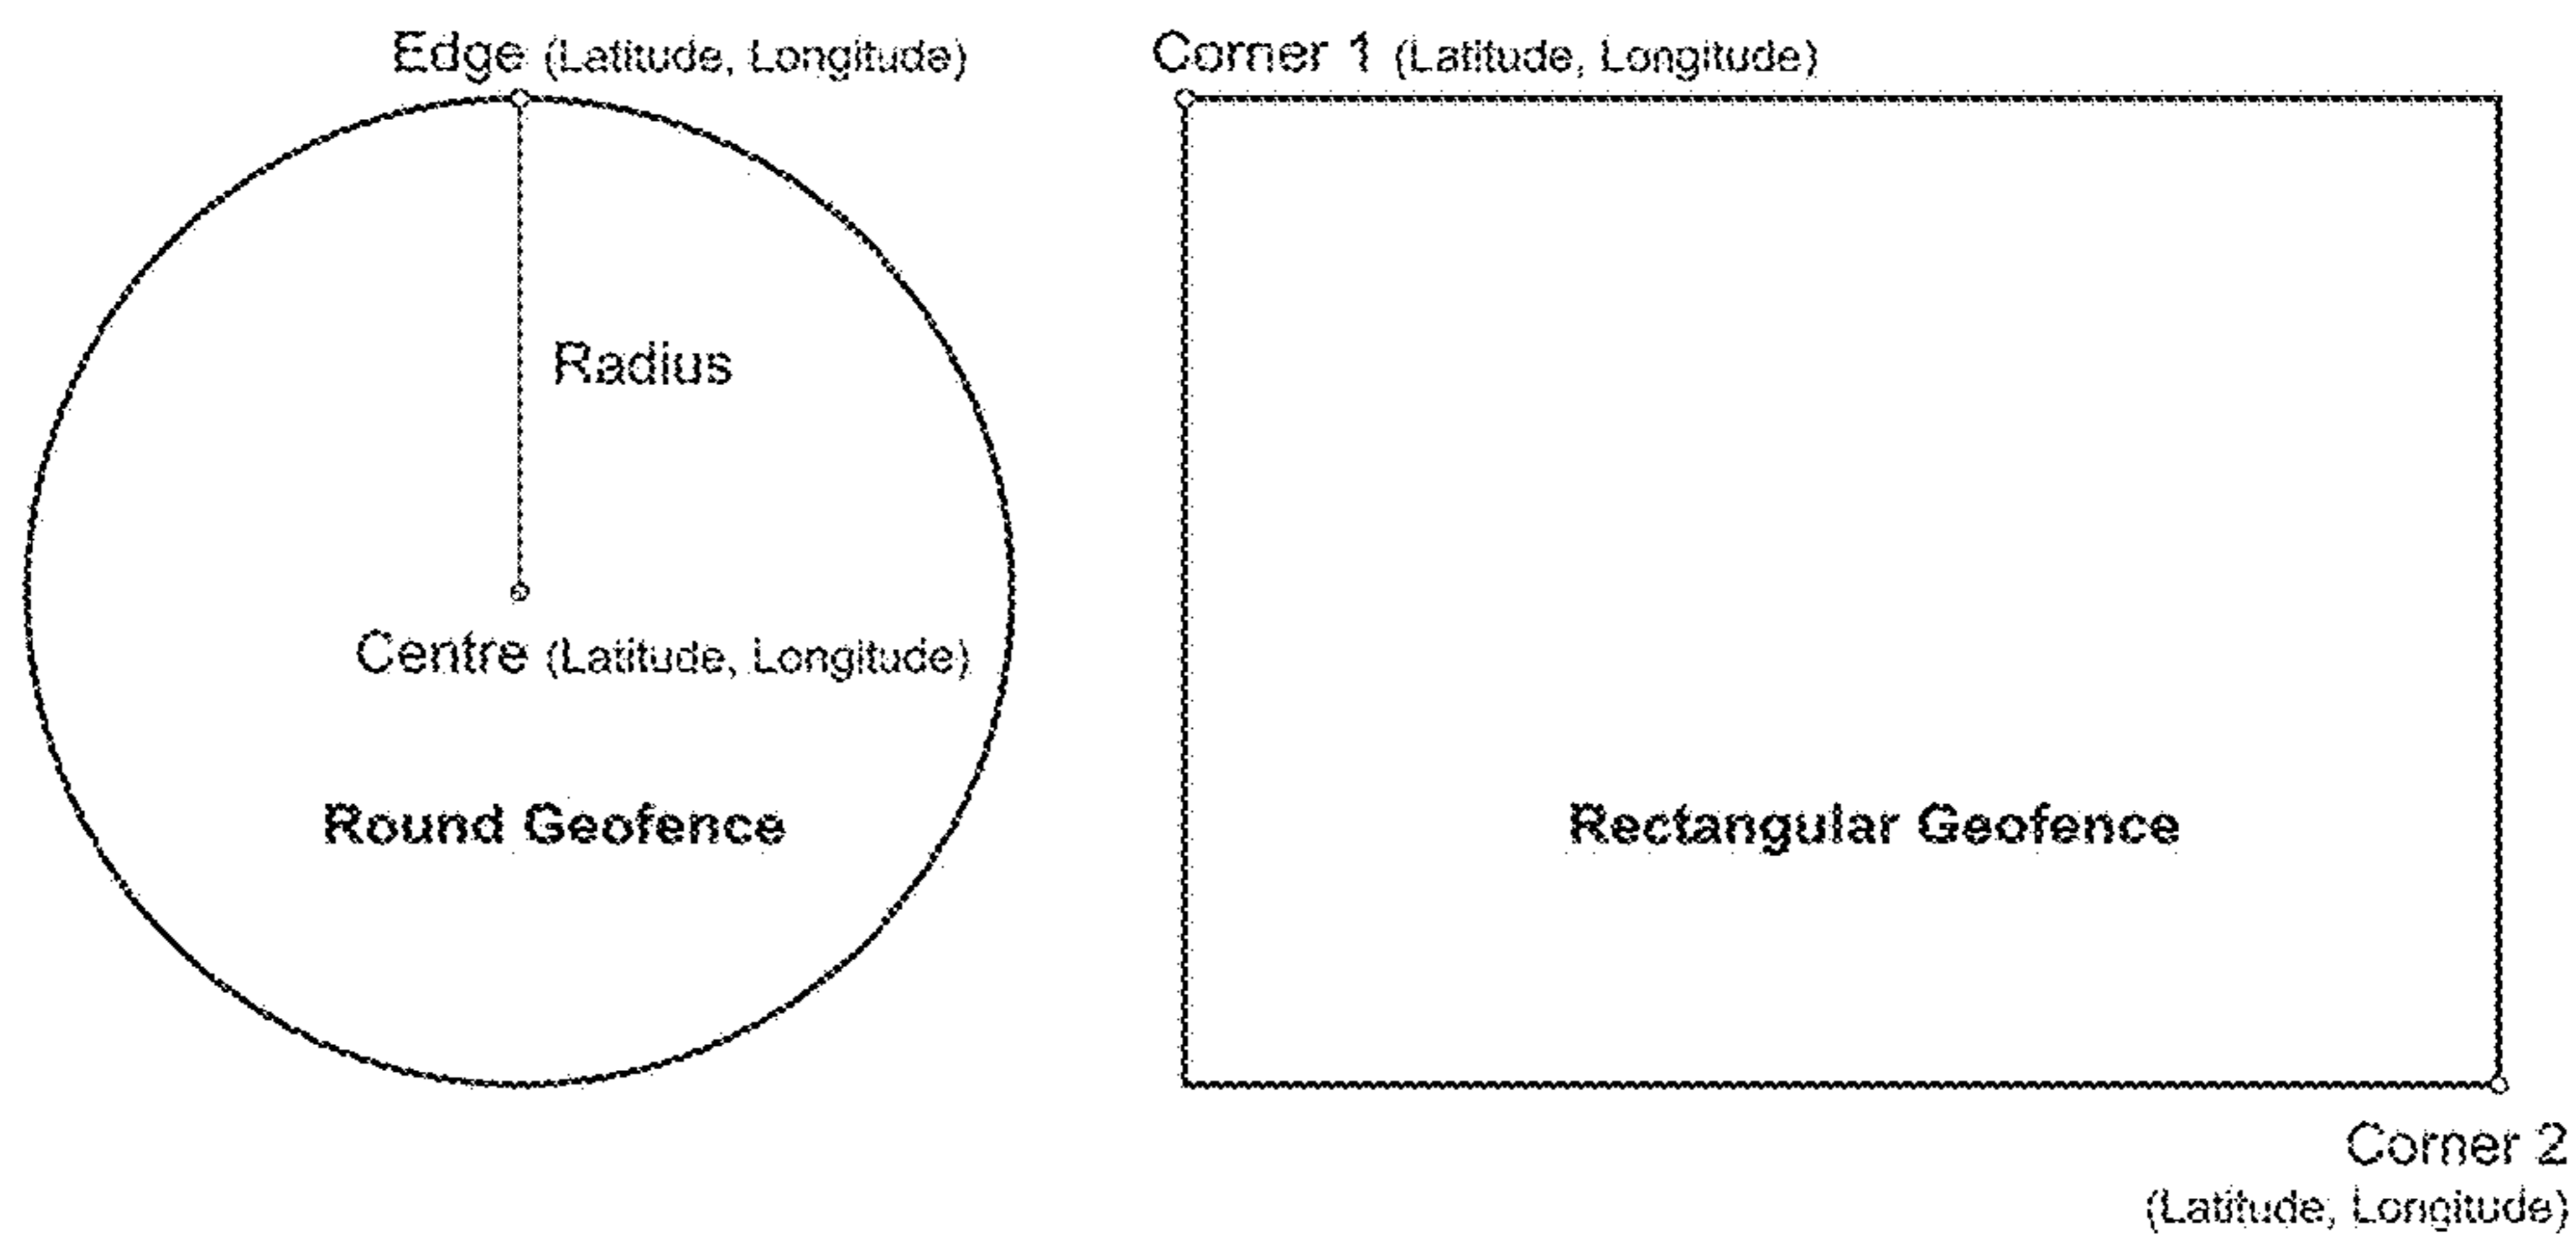 Edge (Latitude, Longitude)
Radius
Centre (Latitude, Longitude)
Round Geofence
Corner 1 (Latitude, Longitude)
Rectangular Geofence
Corner 2
(Latitude, Longitude)